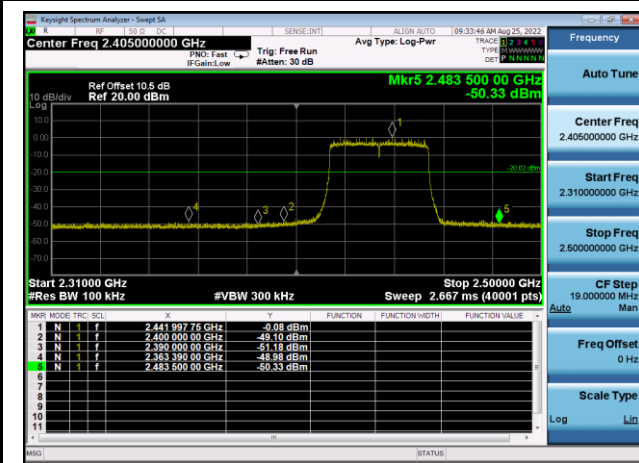 Keysight Spectrum Analyzer - Swept SA
R RF 50 Ω DC SENSE:INT ALIGN AUTO 09:33:46 AM Aug 25, 2022
Center Freq 2.405000000 GHz
PNO: Fast
IFGain:Low
Trig: Free Run
#Atten: 30 dB
Avg Type: Log-Pwr
TRACE 1 2 3 4 5 6
TYPE M WWWWW
DET P N N N N N
Ref Offset 10.5 dB
Ref 20.00 dBm
10 dB/div
Log
Mkr5 2.483 500 00 GHz
-50.33 dBm
10.0
0.00
-10.0
-20.0
-30.0
-40.0
-50.0
-60.0
-70.0
1
2
3
4
5
-20.02 dBm
Start 2.31000 GHz Stop 2.50000 GHz
#Res BW 100 kHz #VBW 300 kHz Sweep 2.667 ms (40001 pts)
MKR MODE TRC SCL X Y FUNCTION FUNCTION WIDTH FUNCTION VALUE
1 N 1 f 2.441 997 75 GHz -0.08 dBm
2 N 1 f 2.400 000 00 GHz -49.10 dBm
3 N 1 f 2.390 000 00 GHz -51.18 dBm
4 N 1 f 2.363 390 00 GHz -48.98 dBm
5 N 1 f 2.483 500 00 GHz -50.33 dBm
6
7
8
9
10
11
MSG STATUS
Frequency
Auto Tune
Center Freq
2.405000000 GHz
Start Freq
2.310000000 GHz
Stop Freq
2.500000000 GHz
CF Step
19.000000 MHz
Auto Man
Freq Offset
0 Hz
Scale Type
Log Lin